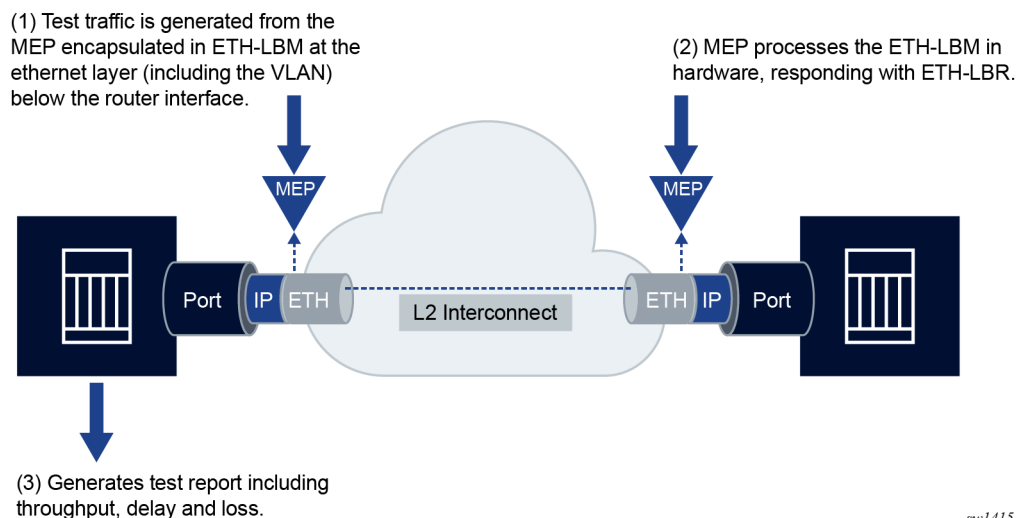 (1) Test traffic is generated from the
MEP encapsulated in ETH-LBM at the
ethernet layer (including the VLAN)
below the router interface.
(2) MEP processes the ETH-LBM in
hardware, responding with ETH-LBR.
MEP
MEP
Port
IP
ETH
L2 Interconnect
ETH
IP
Port
(3) Generates test report including
throughput, delay and loss.